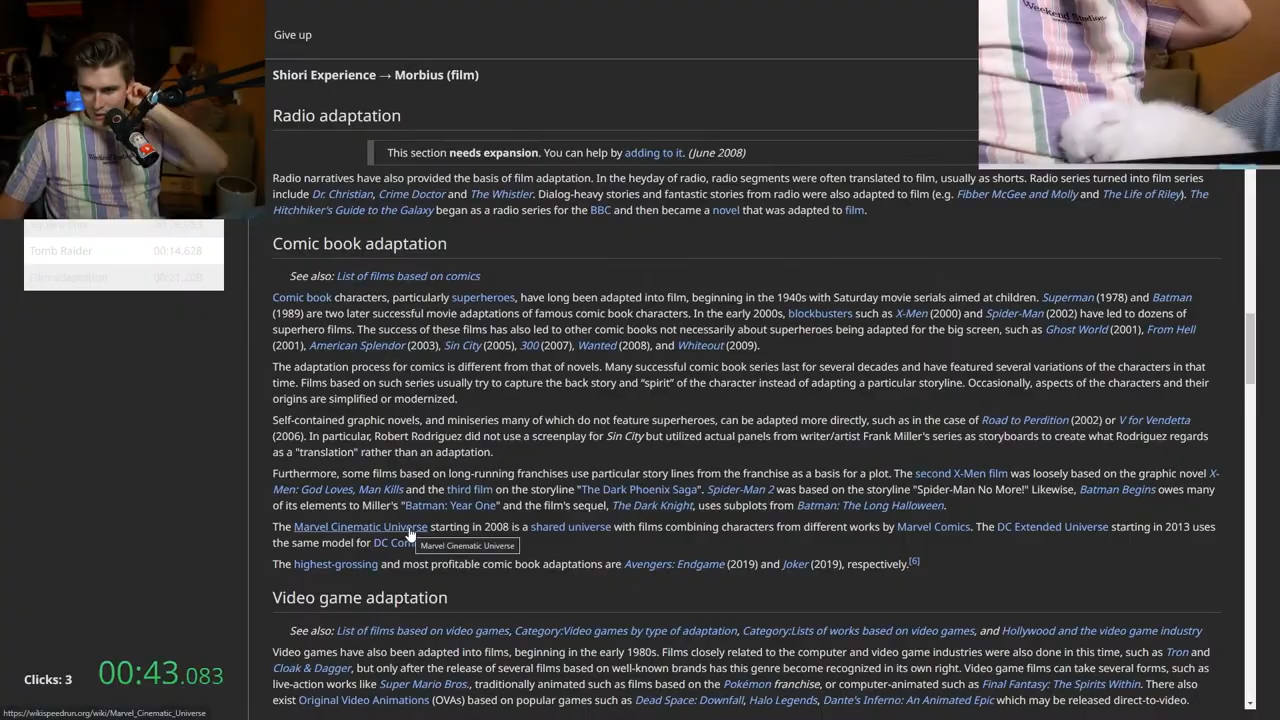 Give up
Shiori Experience → Morbius (film)
Radio adaptation
This section needs expansion. You can help by adding to it. (June 2008)
Radio narratives have also provided the basis of film adaptation. In the heyday of radio, radio segments were often translated to film, usually as shorts. Radio series turned into film series
include Dr. Christian, Crime Doctor and The Whistler. Dialog-heavy stories and fantastic stories from radio were also adapted to film (e.g. Fibber McGee and Molly and The Life of Riley). The
Hitchhiker's Guide to the Galaxy began as a radio series for the BBC and then became a novel that was adapted to film.
Comic book adaptation
See also: List of films based on comics
Comic book characters, particularly superheroes, have long been adapted into film, beginning in the 1940s with Saturday movie serials aimed at children. Superman (1978) and Batman
(1989) are two later successful movie adaptations of famous comic book characters. In the early 2000s, blockbusters such as X-Men (2000) and Spider-Man (2002) have led to dozens of
superhero films. The success of these films has also led to other comic books not necessarily about superheroes being adapted for the big screen, such as Ghost World (2001), From Hell
(2001), American Splendor (2003), Sin City (2005), 300 (2007), Wanted (2008), and Whiteout (2009).
The adaptation process for comics is different from that of novels. Many successful comic book series last for several decades and have featured several variations of the characters in that
time. Films based on such series usually try to capture the back story and “spirit” of the character instead of adapting a particular storyline. Occasionally, aspects of the characters and their
origins are simplified or modernized.
Self-contained graphic novels, and miniseries many of which do not feature superheroes, can be adapted more directly, such as in the case of Road to Perdition (2002) or V for Vendetta
(2006). In particular, Robert Rodriguez did not use a screenplay for Sin City but utilized actual panels from writer/artist Frank Miller's series as storyboards to create what Rodriguez regards
as a "translation" rather than an adaptation.
Furthermore, some films based on long-running franchises use particular story lines from the franchise as a basis for a plot. The second X-Men film was loosely based on the graphic novel X-
Men: God Loves, Man Kills and the third film on the storyline "The Dark Phoenix Saga". Spider-Man 2 was based on the storyline "Spider-Man No More!" Likewise, Batman Begins owes many
of its elements to Miller's "Batman: Year One" and the film's sequel, The Dark Knight, uses subplots from Batman: The Long Halloween.
The Marvel Cinematic Universe starting in 2008 is a shared universe with films combining characters from different works by Marvel Comics. The DC Extended Universe starting in 2013 uses
the same model for DC Com
Marvel Cinematic Universe
The highest-grossing and most profitable comic book adaptations are Avengers: Endgame (2019) and Joker (2019), respectively.[6]
Video game adaptation
See also: List of films based on video games, Category:Video games by type of adaptation, Category:Lists of works based on video games, and Hollywood and the video game industry
Video games have also been adapted into films, beginning in the early 1980s. Films closely related to the computer and video game industries were also done in this time, such as Tron and
Cloak & Dagger, but only after the release of several films based on well-known brands has this genre become recognized in its own right. Video game films can take several forms, such as
live-action works like Super Mario Bros., traditionally animated such as films based on the Pokémon franchise, or computer-animated such as Final Fantasy: The Spirits Within. There also
exist Original Video Animations (OVAs) based on popular games such as Dead Space: Downfall, Halo Legends, Dante's Inferno: An Animated Epic which may be released direct-to-video.
Tomb Raider 00:14.628
Film adaptation
Clicks: 3 00:43.083
https://wikispeedrun.org/wiki/Marvel_Cinematic_Universe
Weekend Studios